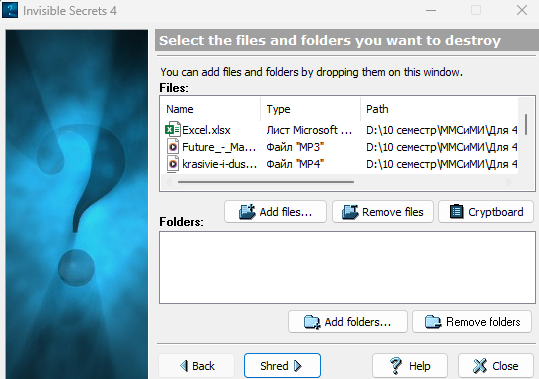 Invisible Secrets 4
Select the files and folders you want to destroy
You can add files and folders by dropping them on this window.
Files:
Name Type Path
Excel.xlsx Лист Microsoft ... D:\10 семестр\ММСиМИ\Для 4
Future_-_Ma... Файл "MP3" D:\10 семестр\ММСиМИ\Для 4
krasivie-i-dus... Файл "MP4" D:\10 семестр\ММСиМИ\Для 4
Add files... Remove files Cryptboard
Folders:
Add folders... Remove folders
Back Shred Help Close